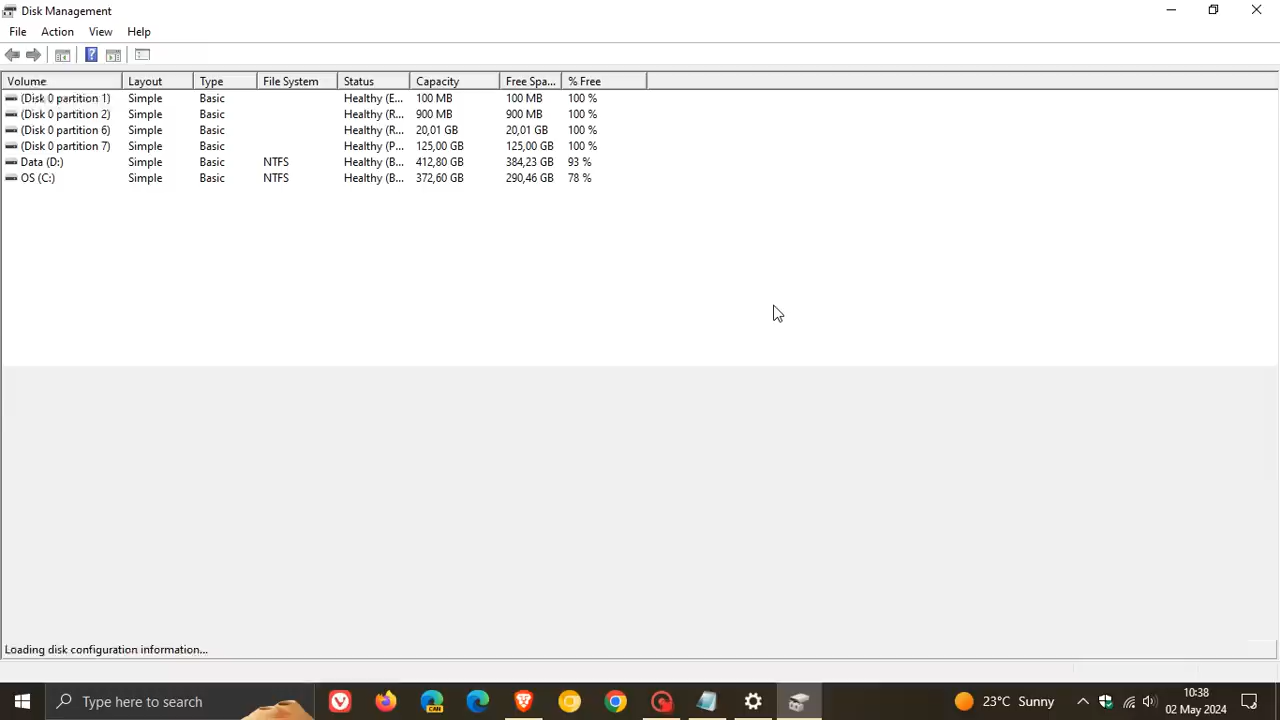 Disk Management
File Action View Help
Volume Layout Type File System Status Capacity Free Spa... % Free
(Disk 0 partition 1) Simple Basic Healthy (E... 100 MB 100 MB 100 %
(Disk 0 partition 2) Simple Basic Healthy (R... 900 MB 900 MB 100 %
(Disk 0 partition 6) Simple Basic Healthy (R... 20,01 GB 20,01 GB 100 %
(Disk 0 partition 7) Simple Basic Healthy (P... 125,00 GB 125,00 GB 100 %
Data (D:) Simple Basic NTFS Healthy (B... 412,80 GB 384,23 GB 93 %
OS (C:) Simple Basic NTFS Healthy (B... 372,60 GB 290,46 GB 78 %
Loading disk configuration information...
Type here to search CAN 23°C Sunny 10:38
02 May 2024